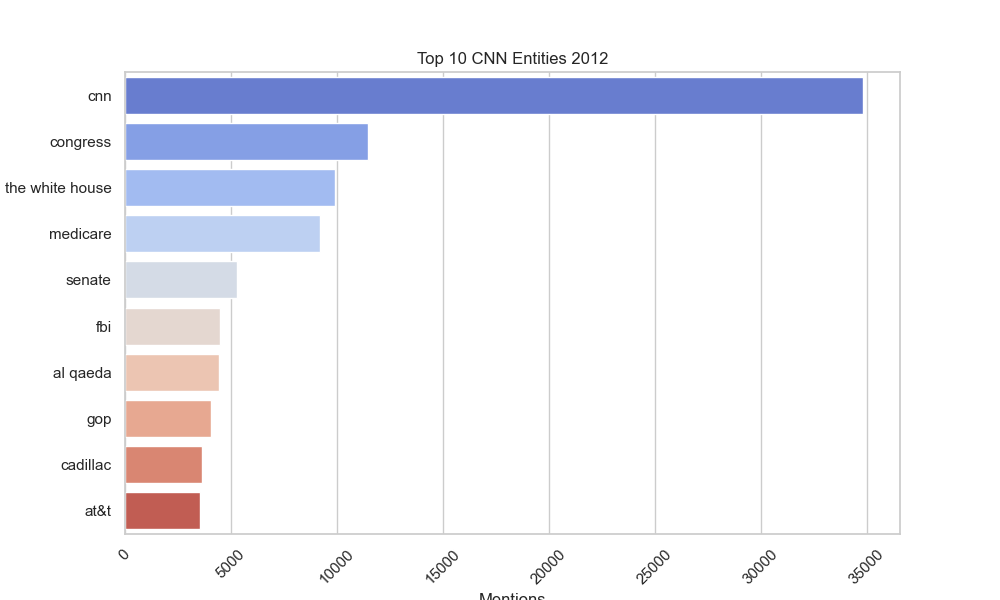 Top 10 CNN Entities 2012
cnn
congress
the white house
medicare
senate
fbi
al qaeda
gop
cadillac
at&t
0
5000
10000
15000
20000
25000
30000
35000
Mentions